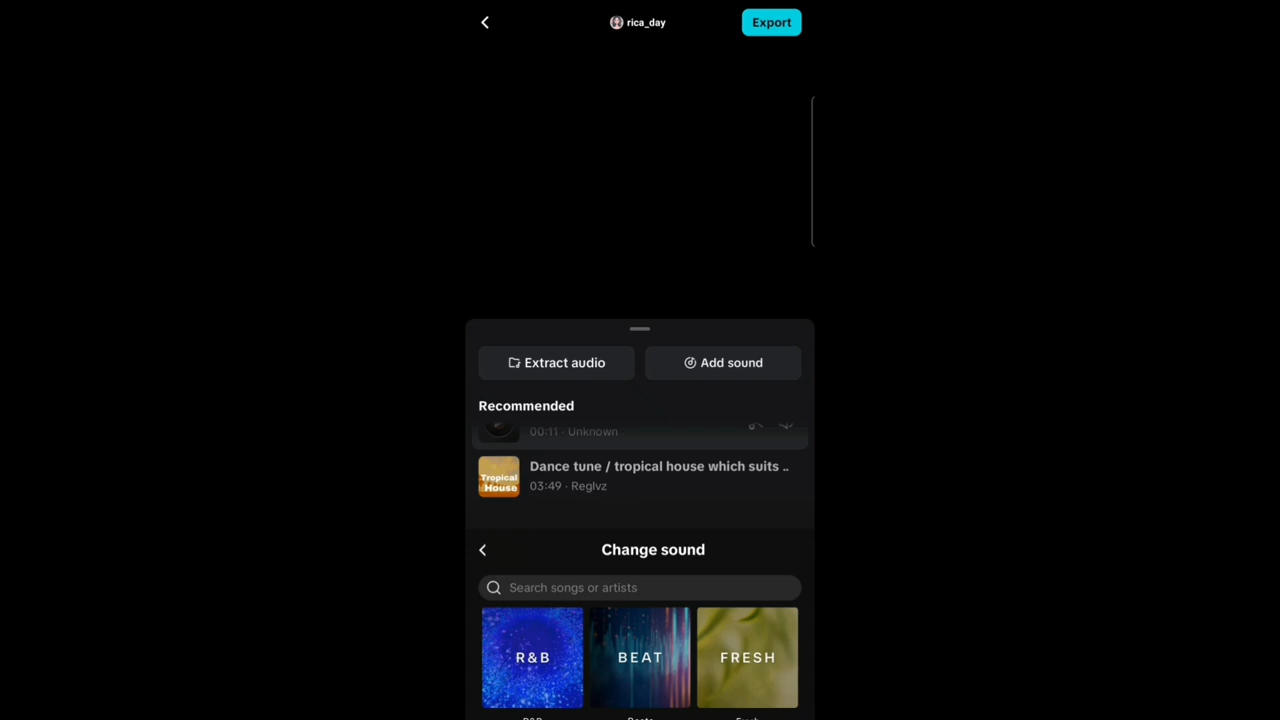 rica_day
Export
Extract audio
Add sound
Recommended
00:11 · Unknown
Dance tune / tropical house which suits ..
Tropical
House
03:49 · Reglvz
Change sound
Search songs or artists
R&B
BEAT
FRESH